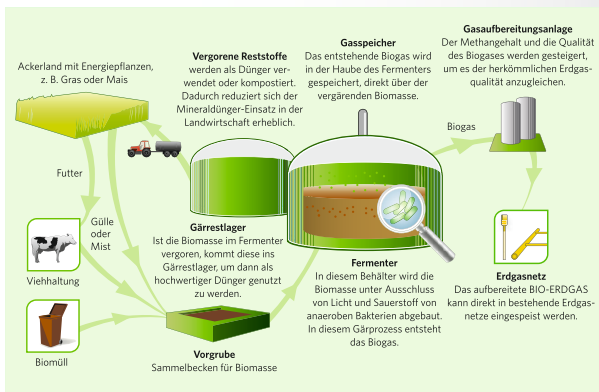 Ackerland mit Energiepflanzen,
z. B. Gras oder Mais
Vergorene Reststoffe
werden als Dünger ver-
wendet oder kompostiert.
Dadurch reduziert sich der
Mineraldünger-Einsatz in der
Landwirtschaft erheblich.
Gasspeicher
Das entstehende Biogas wird
in der Haube des Fermenters
gespeichert, direkt über der
vergärenden Biomasse.
Gasaufbereitungsanlage
Der Methangehalt und die Qualität
des Biogases werden gesteigert,
um es der herkömmlichen Erdgas-
qualität anzugleichen.
Biogas
Futter
Gülle
oder
Mist
Viehhaltung
Biomüll
Gärrestlager
Ist die Biomasse im Fermenter
vergoren, kommt diese ins
Gärrestlager, um dann als
hochwertiger Dünger genutzt
zu werden.
Vorgrube
Sammelbecken für Biomasse
Fermenter
In diesem Behälter wird die
Biomasse unter Ausschluss
von Licht und Sauerstoff von
anaeroben Bakterien abgebaut.
In diesem Gärprozess entsteht
das Biogas.
Erdgasnetz
Das aufbereitete BIO-ERDGAS
kann direkt in bestehende Erdgas-
netze eingespeist werden.